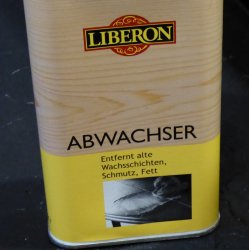 LIBERON
ABWACHSER
Entfernt alte
Wachsschichten,
Schmutz, Fett